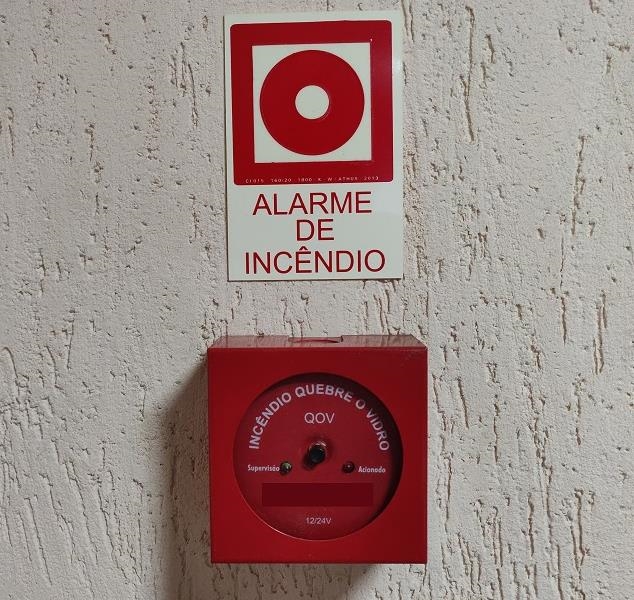 ALARME
DE
INCÊNDIO
INCÊNDIO QUEBRE O VIDRO
QOV
Supervisão Acionado
12/24V